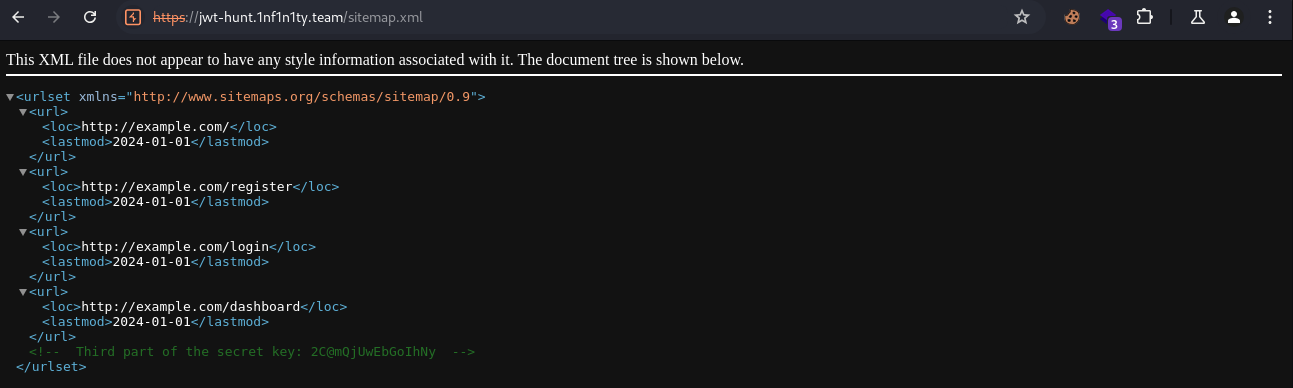 https://jwt-hunt.1nf1n1ty.team/sitemap.xml
3
This XML file does not appear to have any style information associated with it. The document tree is shown below.
<urlset xmlns="http://www.sitemaps.org/schemas/sitemap/0.9">
<url>
<loc>http://example.com/</loc>
<lastmod>2024-01-01</lastmod>
</url>
<url>
<loc>http://example.com/register</loc>
<lastmod>2024-01-01</lastmod>
</url>
<url>
<loc>http://example.com/login</loc>
<lastmod>2024-01-01</lastmod>
</url>
<url>
<loc>http://example.com/dashboard</loc>
<lastmod>2024-01-01</lastmod>
</url>
<!-- Third part of the secret key: 2C@mQjUwEbGoIhNy -->
</urlset>